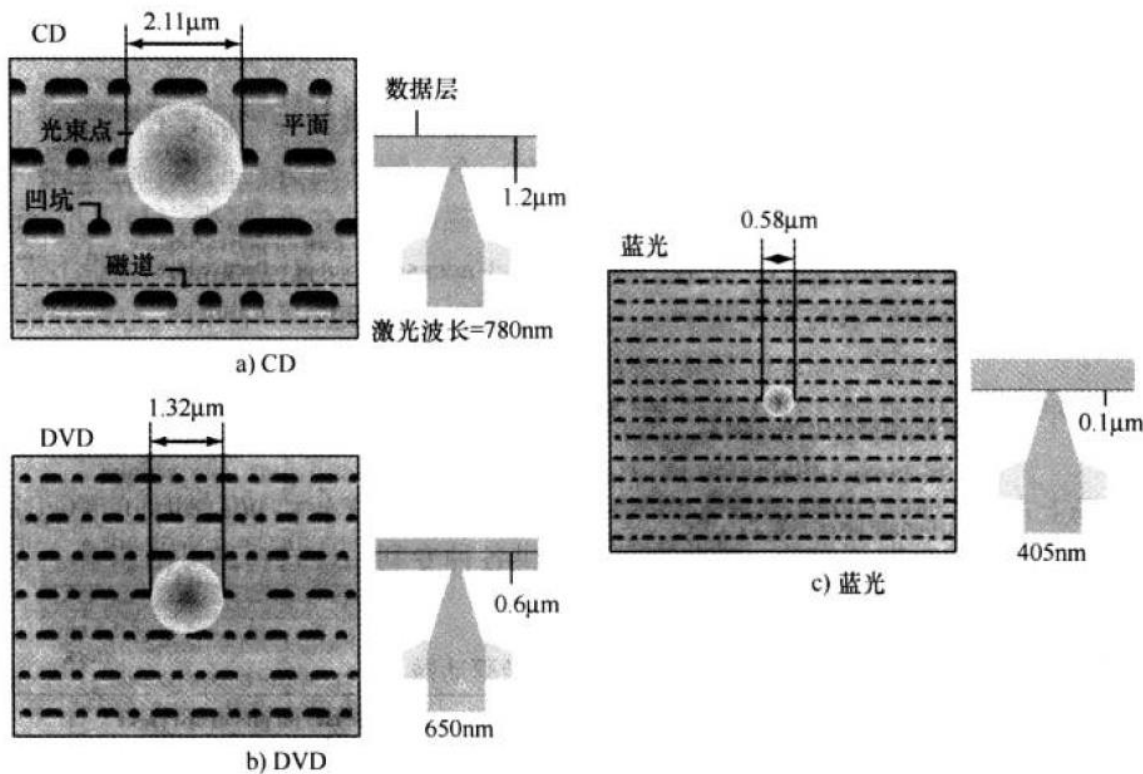 CD
2.11μm
光束点
平面
凹坑
磁道
数据层
1.2μm
激光波长=780nm
a) CD
DVD
1.32μm
0.6μm
650nm
b) DVD
蓝光
0.58μm
0.1μm
405nm
c) 蓝光